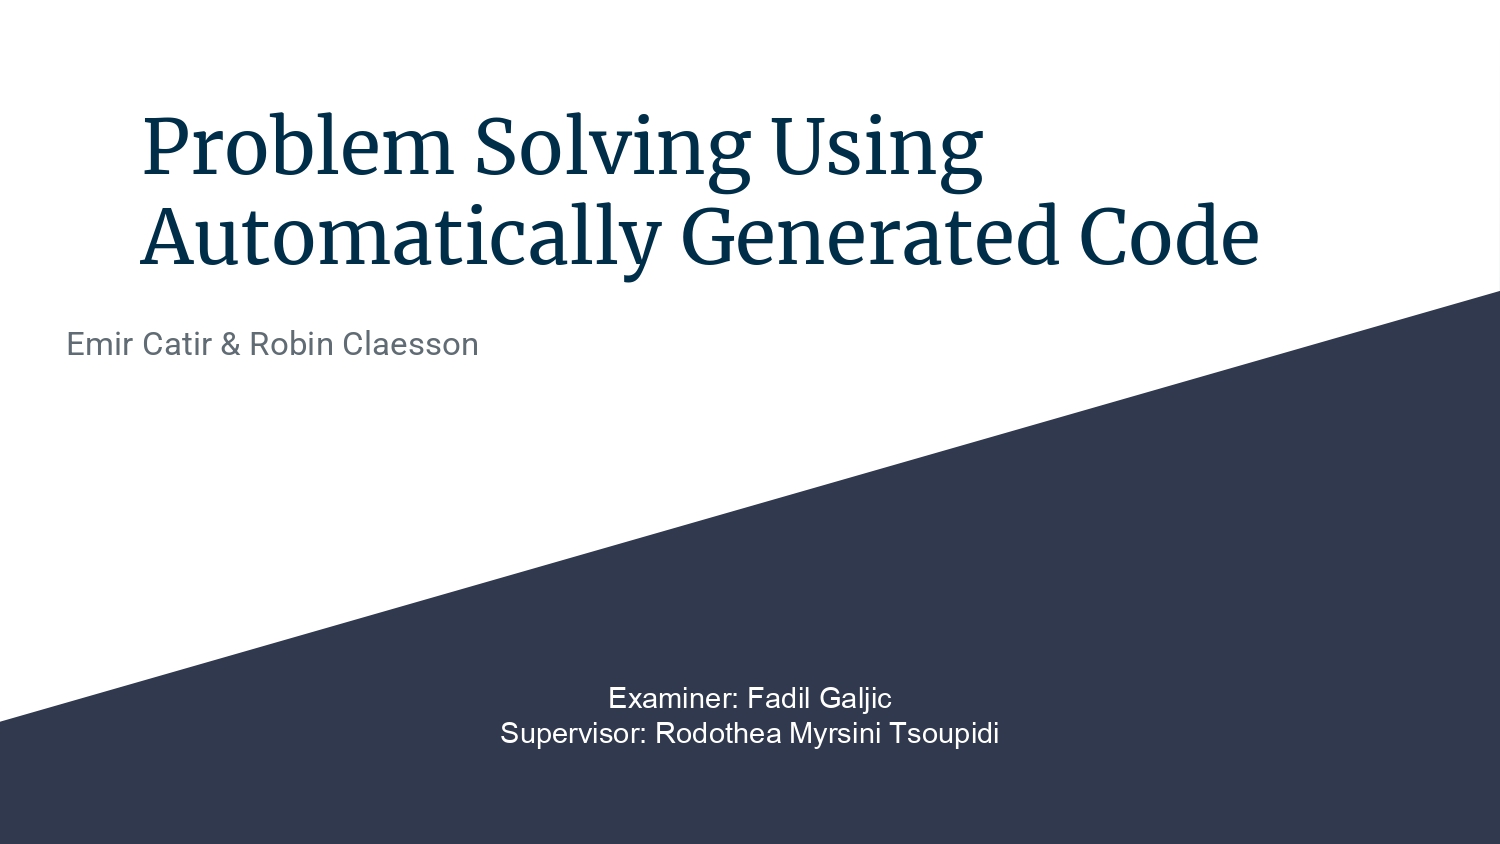 Problem Solving Using
Automatically Generated Code
Emir Catir & Robin Claesson
Examiner: Fadil Galjic
Supervisor: Rodothea Myrsini Tsoupidi